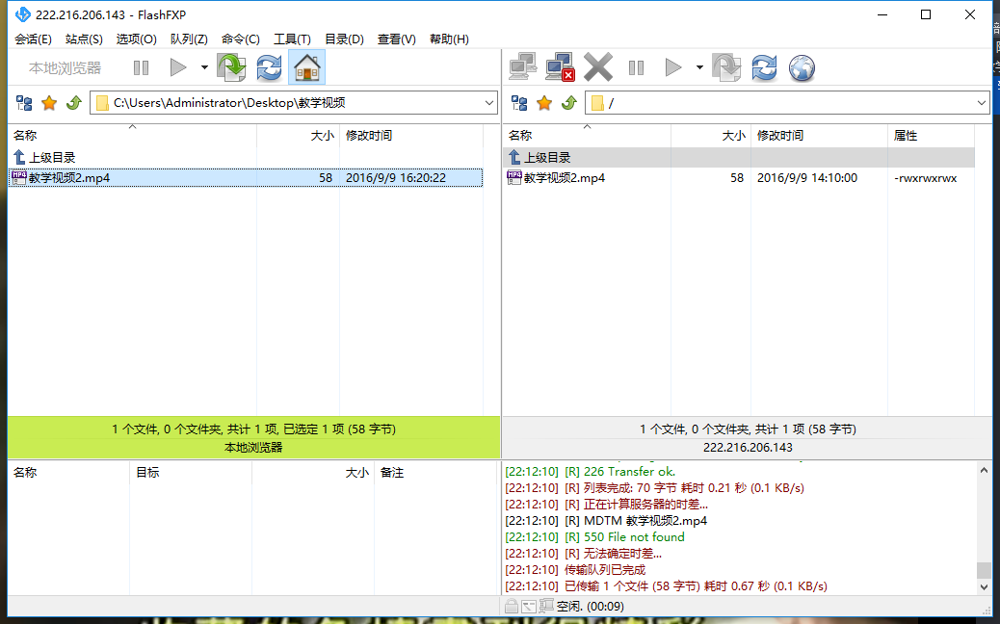 222.216.206.143 - FlashFXP
会话(E) 站点(S) 选项(O) 队列(Z) 命令(C) 工具(T) 目录(D) 查看(V) 帮助(H)
本地浏览器
C:\Users\Administrator\Desktop\教学视频
/
名称 大小 修改时间
上级目录
教学视频2.mp4 58 2016/9/9 16:20:22
名称 大小 修改时间 属性
上级目录
教学视频2.mp4 58 2016/9/9 14:10:00 -rwxrwxrwx
1 个文件, 0 个文件夹, 共计 1 项, 已选定 1 项 (58 字节)
本地浏览器
1 个文件, 0 个文件夹, 共计 1 项 (58 字节)
222.216.206.143
名称 目标 大小 备注
[22:12:10] [R] 226 Transfer ok.
[22:12:10] [R] 列表完成: 70 字节 耗时 0.21 秒 (0.1 KB/s)
[22:12:10] [R] 正在计算服务器的时差...
[22:12:10] [R] MDTM 教学视频2.mp4
[22:12:10] [R] 550 File not found
[22:12:10] [R] 无法确定时差...
[22:12:10] 传输队列已完成
[22:12:10] 已传输 1 个文件 (58 字节) 耗时 0.67 秒 (0.1 KB/s)
空闲. (00:09)